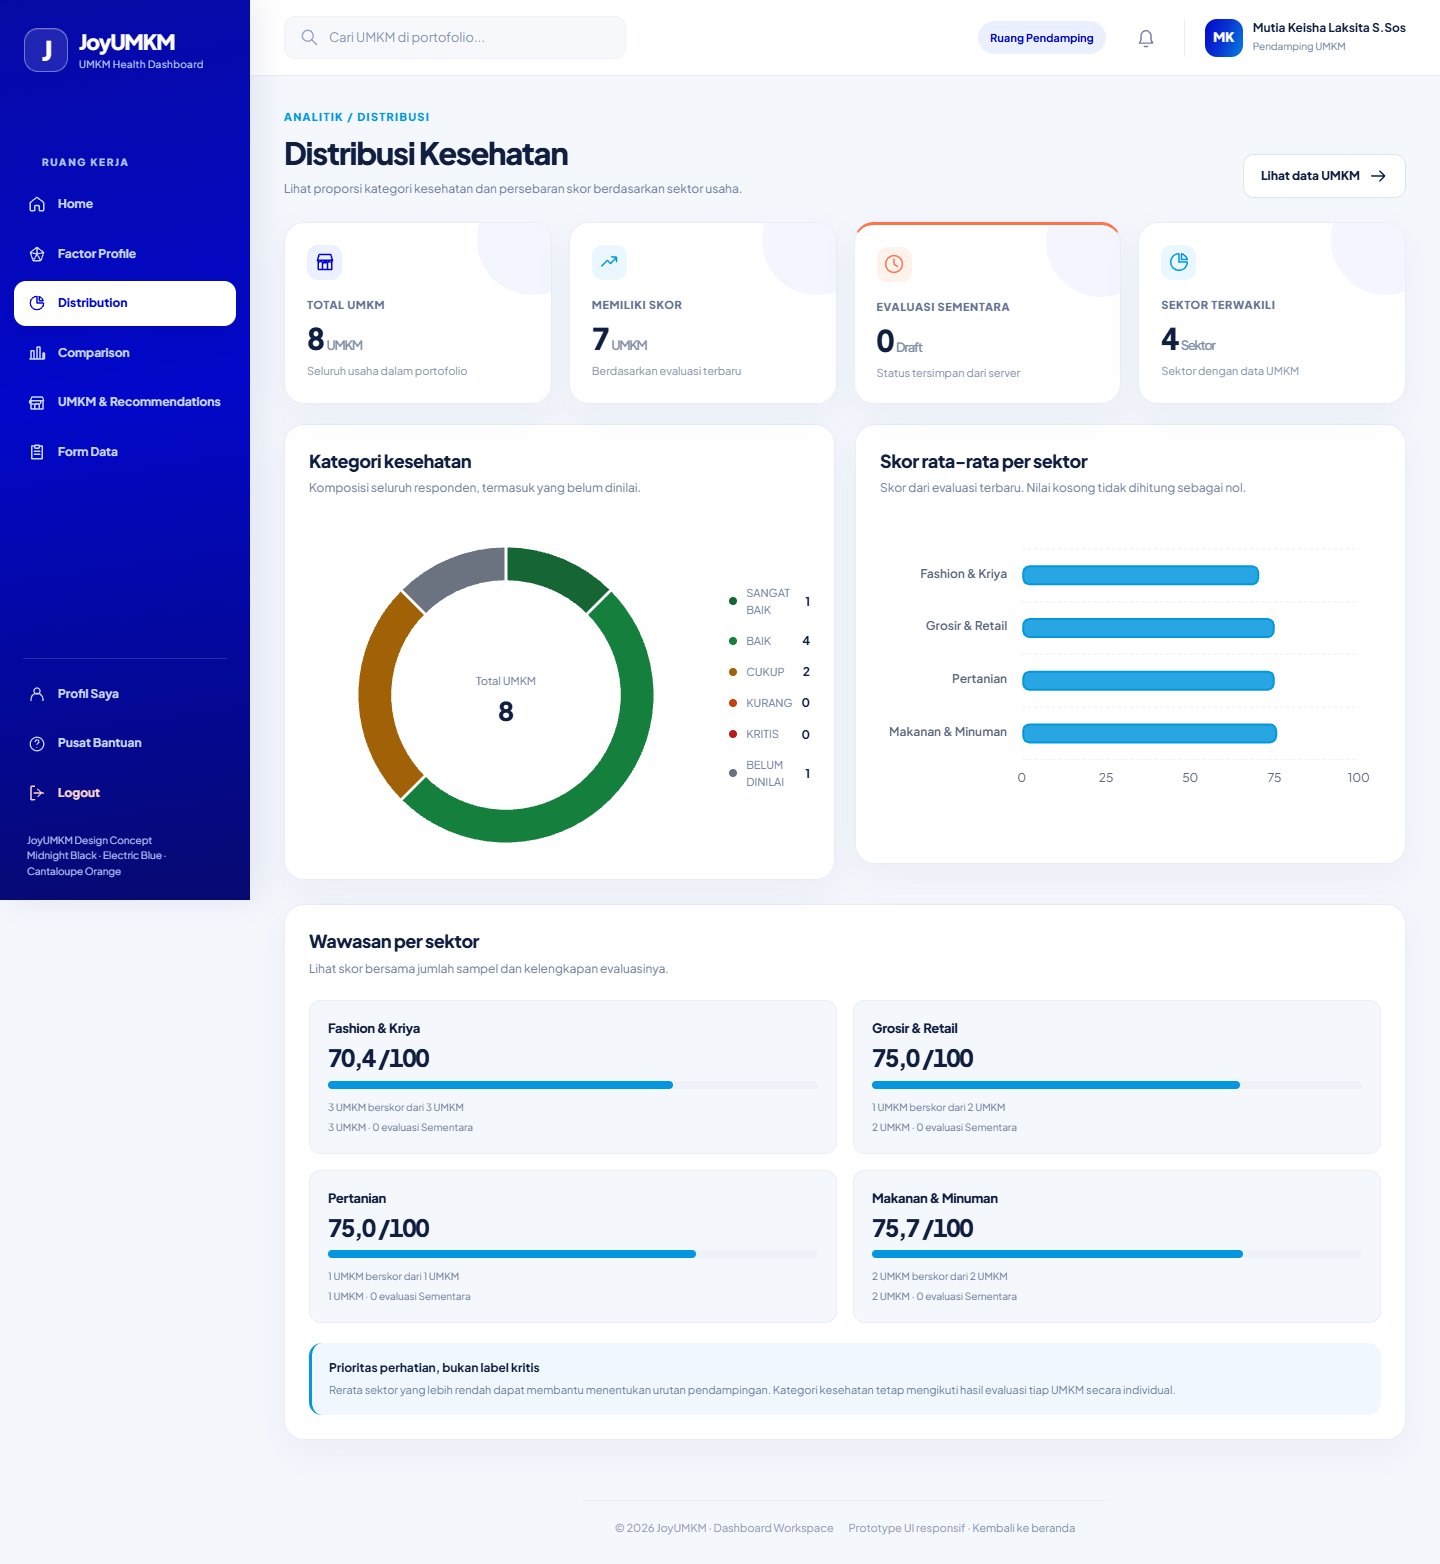 J
JoyUMKM
UMKM Health Dashboard
RUANG KERJA
Home
Factor Profile
Distribution
Comparison
UMKM & Recommendations
Form Data
Profil Saya
Pusat Bantuan
Logout
JoyUMKM Design Concept
Midnight Black · Electric Blue ·
Cantaloupe Orange
Cari UMKM di portofolio...
Ruang Pendamping
MK
Mutia Keisha Laksita S.Sos
Pendamping UMKM
ANALITIK / DISTRIBUSI
Distribusi Kesehatan
Lihat proporsi kategori kesehatan dan persebaran skor berdasarkan sektor usaha.
Lihat data UMKM
TOTAL UMKM
8 UMKM
Seluruh usaha dalam portofolio
MEMILIKI SKOR
7 UMKM
Berdasarkan evaluasi terbaru
EVALUASI SEMENTARA
0 Draft
Status tersimpan dari server
SEKTOR TERWAKILI
4 Sektor
Sektor dengan data UMKM
Kategori kesehatan
Komposisi seluruh responden, termasuk yang belum dinilai.
Total UMKM
8
SANGAT BAIK 1
BAIK 4
CUKUP 2
KURANG 0
KRITIS 0
BELUM DINILAI 1
Skor rata-rata per sektor
Skor dari evaluasi terbaru. Nilai kosong tidak dihitung sebagai nol.
Fashion & Kriya
Grosir & Retail
Pertanian
Makanan & Minuman
0 25 50 75 100
Wawasan per sektor
Lihat skor bersama jumlah sampel dan kelengkapan evaluasinya.
Fashion & Kriya
70,4 /100
3 UMKM berskor dari 3 UMKM
3 UMKM · 0 evaluasi Sementara
Grosir & Retail
75,0 /100
1 UMKM berskor dari 2 UMKM
2 UMKM · 0 evaluasi Sementara
Pertanian
75,0 /100
1 UMKM berskor dari 1 UMKM
1 UMKM · 0 evaluasi Sementara
Makanan & Minuman
75,7 /100
2 UMKM berskor dari 2 UMKM
2 UMKM · 0 evaluasi Sementara
Prioritas perhatian, bukan label kritis
Rerata sektor yang lebih rendah dapat membantu menentukan urutan pendampingan. Kategori kesehatan tetap mengikuti hasil evaluasi tiap UMKM secara individual.
© 2026 JoyUMKM · Dashboard Workspace Prototype UI responsif · Kembali ke beranda